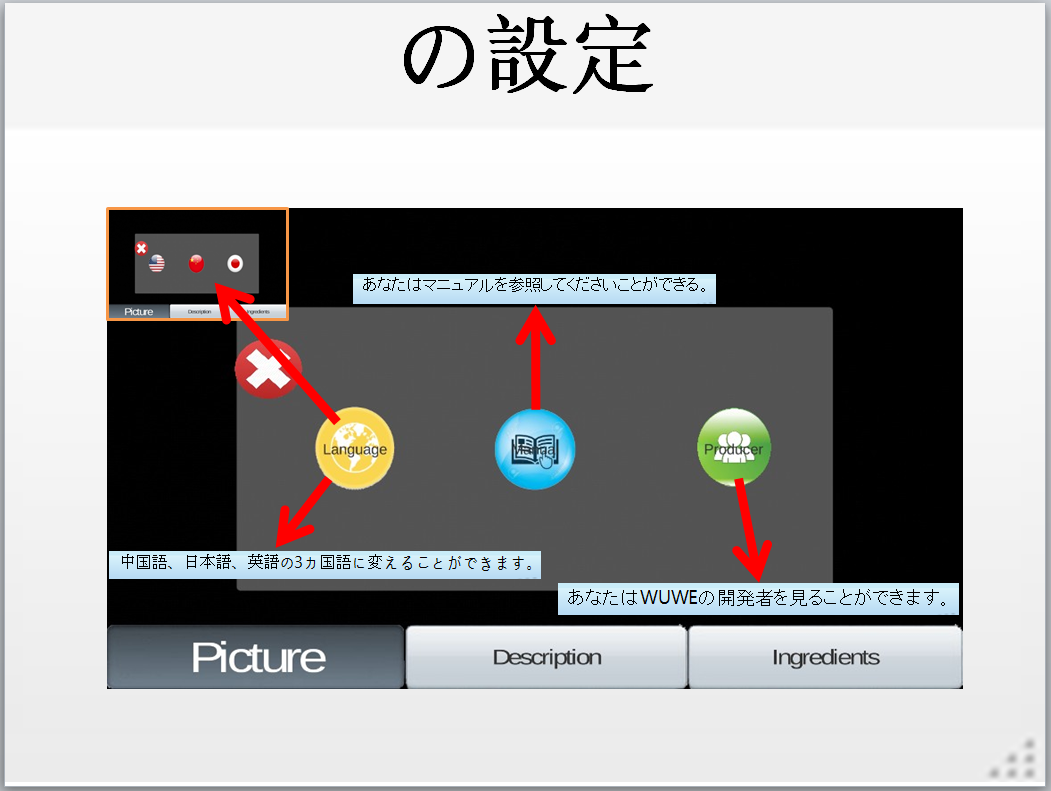 の設定
Picture
Description
Ingredients
あなたはマニュアルを参照してくださいことができる。
Language
Producer
中国語、日本語、英語の3ヵ国語に変えることができます。
あなたはWUWEの開発者を見ることができます。
Picture
Description
Ingredients